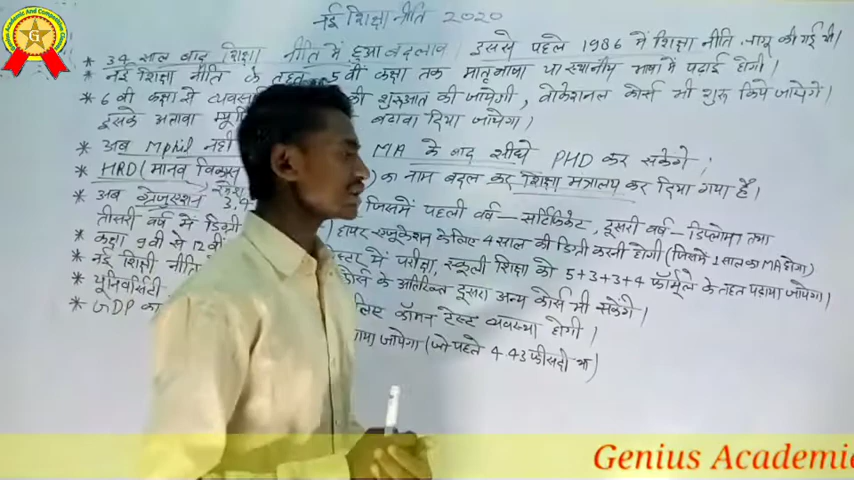 नई शिक्षा नीति 2020
* 34 साल बाद शिक्षा नीति में हुआ बदलाव। इससे पहले 1986 में शिक्षा नीति लागू की गई थी।
* नई शिक्षा नीति के तहत 5वीं कक्षा तक मातृभाषा या स्थानीय भाषा में पढ़ाई होगी।
* 6 वी कक्षा से की शुरूआत की जायेगी, वोकेशनल कोर्स भी शुरू किये जायेंगे।
इसके अलावा बढावा दिया जायेगा।
* अब Mphil नहीं MA के बाद सीधे PHD कर सकेंगे।
* HRD (मानव विकास का नाम बदल कर शिक्षा मंत्रालय कर दिया गया है।
* अब ग्रेजुएशन 3,4 जिसमें पहली वर्ष - सर्टिफिकेट, दूसरी वर्ष - डिप्लोमा तथा
तीसरी वर्ष में डिग्री हायर एजूकेशन के लिए 4 साल की डिग्री करनी होगी (जिसमें 1 साल का MA होगा)
* कक्षा 9वी से 12वी में परीक्षा, स्कूली शिक्षा को 5+3+3+4 फॉर्मूले के तहत पढ़ाया जायेगा।
* नई शिक्षा नीति कोर्स के अतिरिक्त दूसरा अन्य कोर्स भी सकेंगे।
* यूनिवर्सिटी लिए कॉमन टेस्ट व्यवस्था होगी।
* GDP का जायेगा (जो पहले 4.43 फीसदी था)
G
Genius Academic